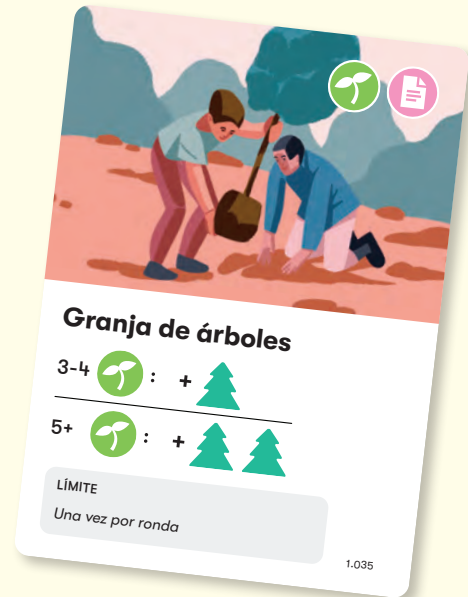 Granja de árboles
3-4 : +
5+ : +
LÍMITE
Una vez por ronda
1.035